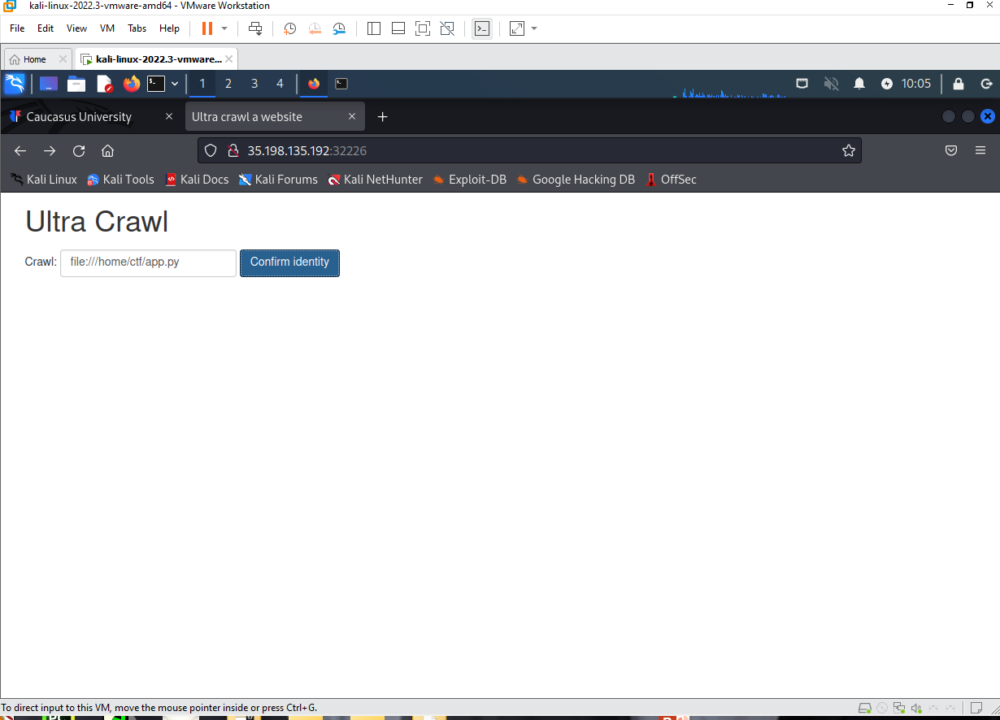 kali-linux-2022.3-vmware-amd64 - VMware Workstation
File Edit View VM Tabs Help
Home kali-linux-2022.3-vmware...
1 2 3 4 10:05
Caucasus University Ultra crawl a website
35.198.135.192:32226
Kali Linux Kali Tools Kali Docs Kali Forums Kali NetHunter Exploit-DB Google Hacking DB OffSec
Ultra Crawl
Crawl: file:///home/ctf/app.py Confirm identity
To direct input to this VM, move the mouse pointer inside or press Ctrl+G.